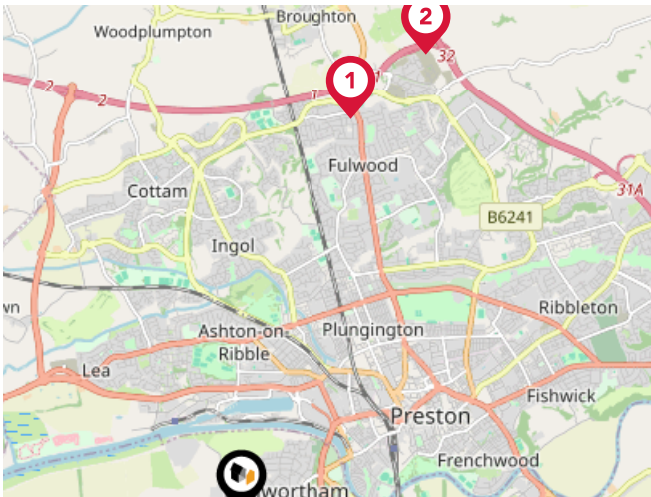 Broughton
2
Woodplumpton
32
2
2
1
1
Fulwood
31A
Cottam
B6241
Ingol
Ribbleton
Ashton-on-
Ribble
Plungington
Lea
Fishwick
Preston
Frenchwood